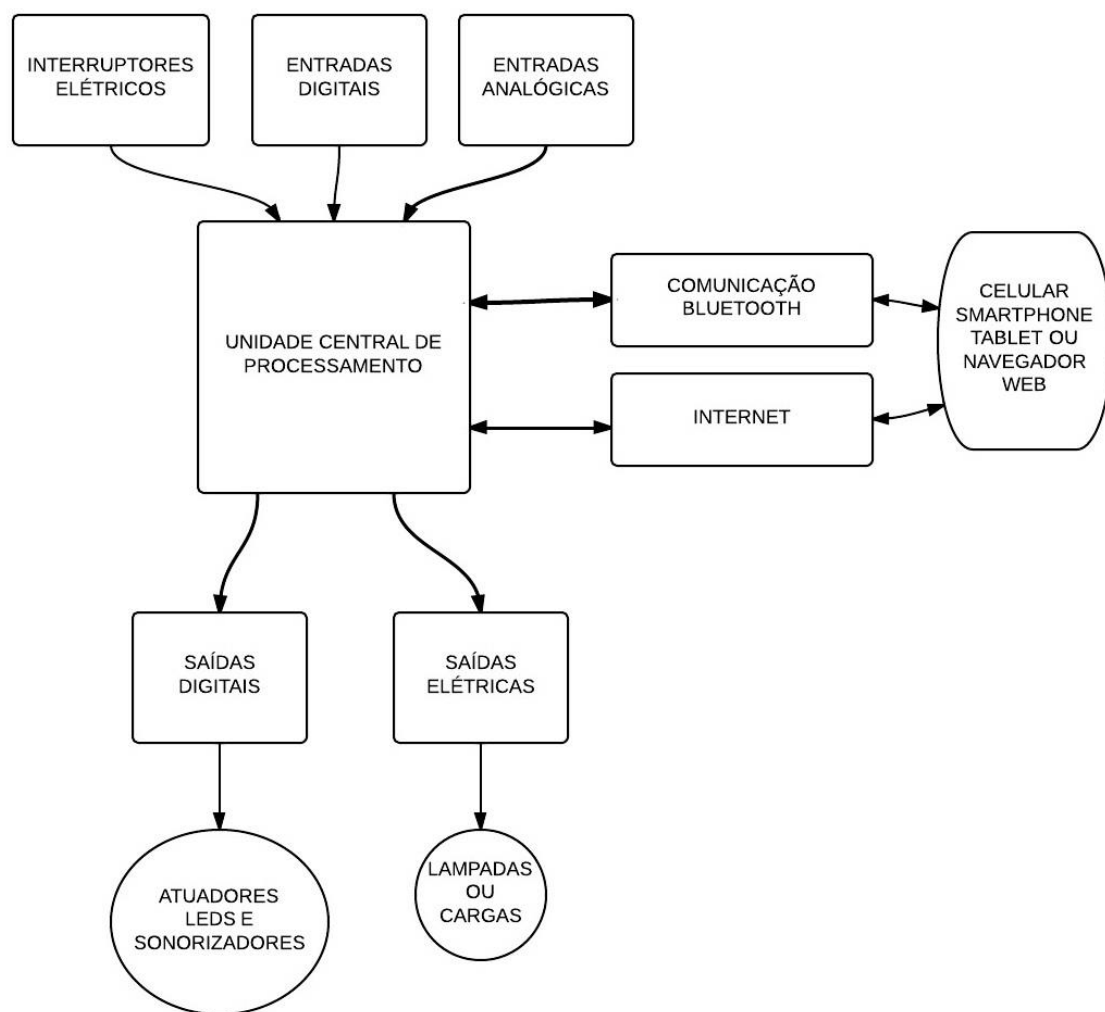 INTERRUPTORES
ELÉTRICOS
ENTRADAS
DIGITAIS
ENTRADAS
ANALÓGICAS
UNIDADE CENTRAL DE
PROCESSAMENTO
COMUNICAÇÃO
BLUETOOTH
INTERNET
CELULAR
SMARTPHONE
TABLET OU
NAVEGADOR
WEB
SAÍDAS
DIGITAIS
SAÍDAS
ELÉTRICAS
ATUADORES
LEDS E
SONORIZADORES
LAMPADAS
OU
CARGAS